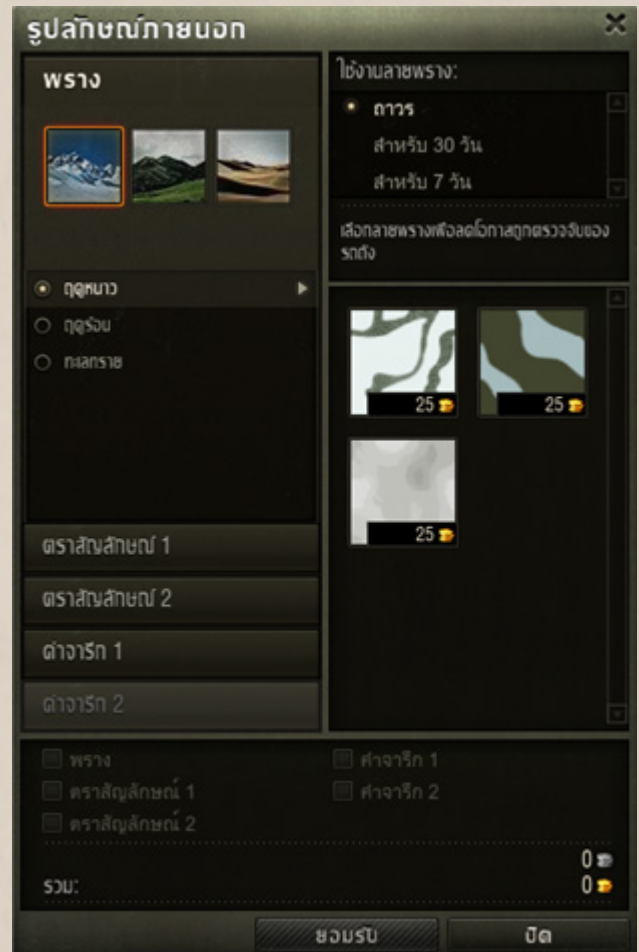 รูปลักษณ์ภายนอก
พราง
ใช้งานลายพราง:
ถาวร
สำหรับ 30 วัน
สำหรับ 7 วัน
เลือกลายพรางเพื่อลดโอกาสถูกตรวจจับของ
รถถัง
ฤดูหนาว
ฤดูร้อน
ทะเลทราย
25
25
25
ตราสัญลักษณ์ 1
ตราสัญลักษณ์ 2
คำจารึก 1
คำจารึก 2
พราง
คำจารึก 1
ตราสัญลักษณ์ 1
คำจารึก 2
ตราสัญลักษณ์ 2
0
รวม:
0
ยอมรับ
ปิด